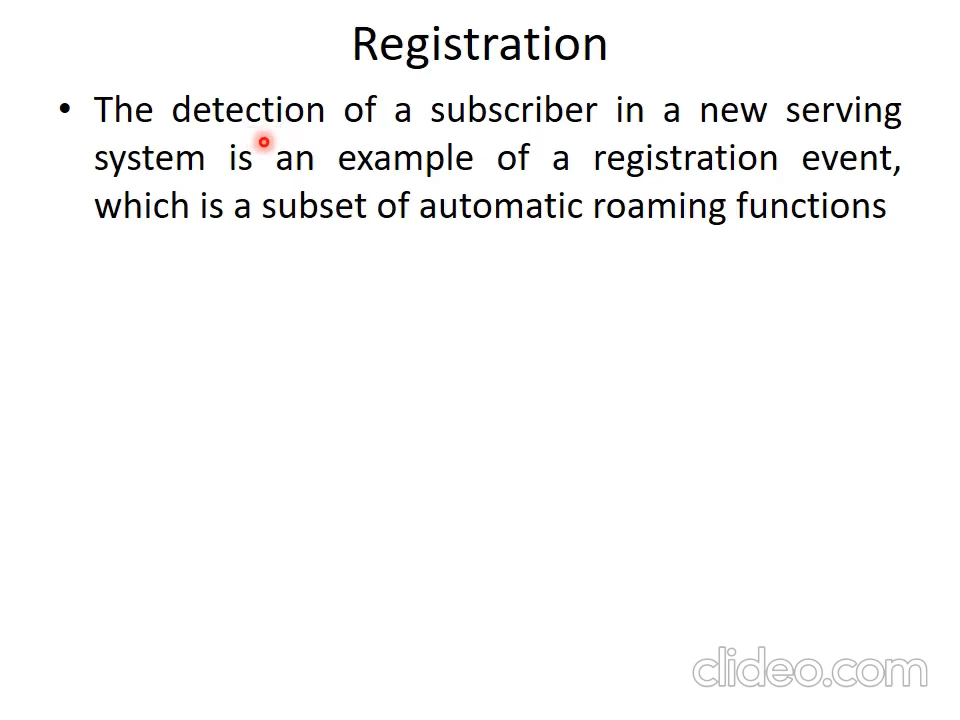 Registration
• The detection of a subscriber in a new serving
system is an example of a registration event,
which is a subset of automatic roaming functions
clideo.com